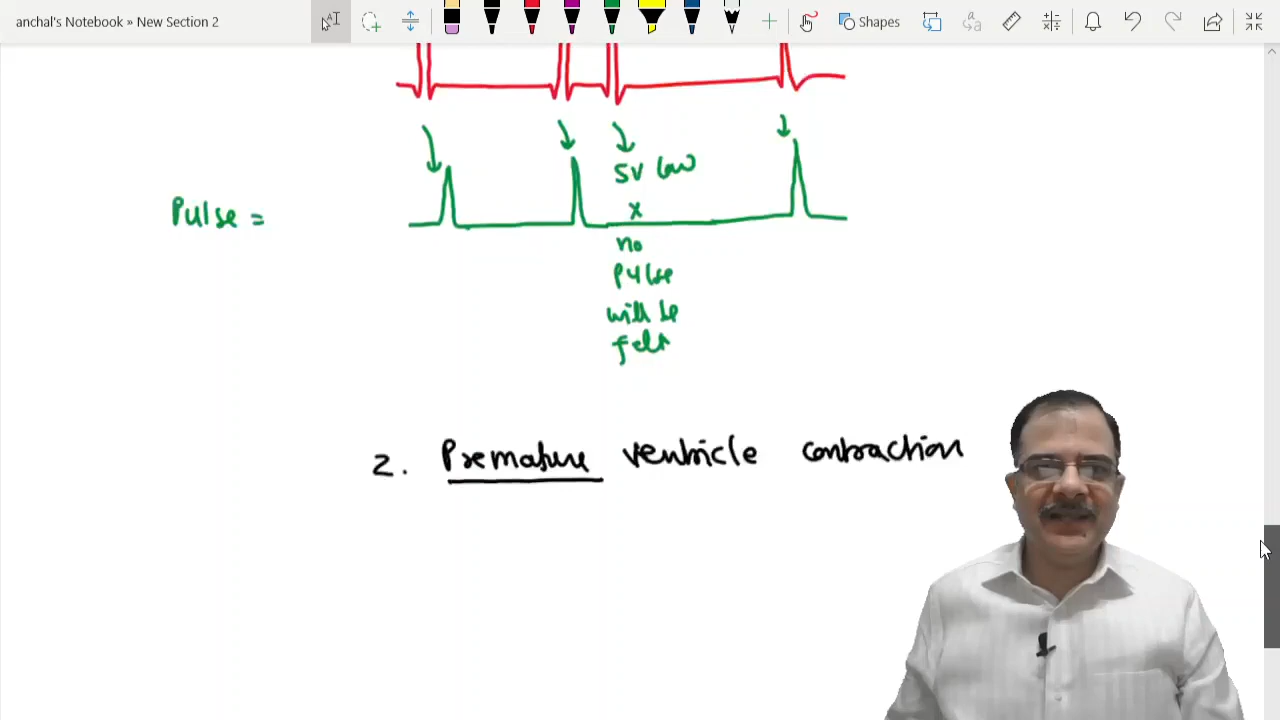 anchal's Notebook » New Section 2
Shapes
SV low
x
Pulse =
no
pulse
will be
felt
2. Premature ventricle contraction